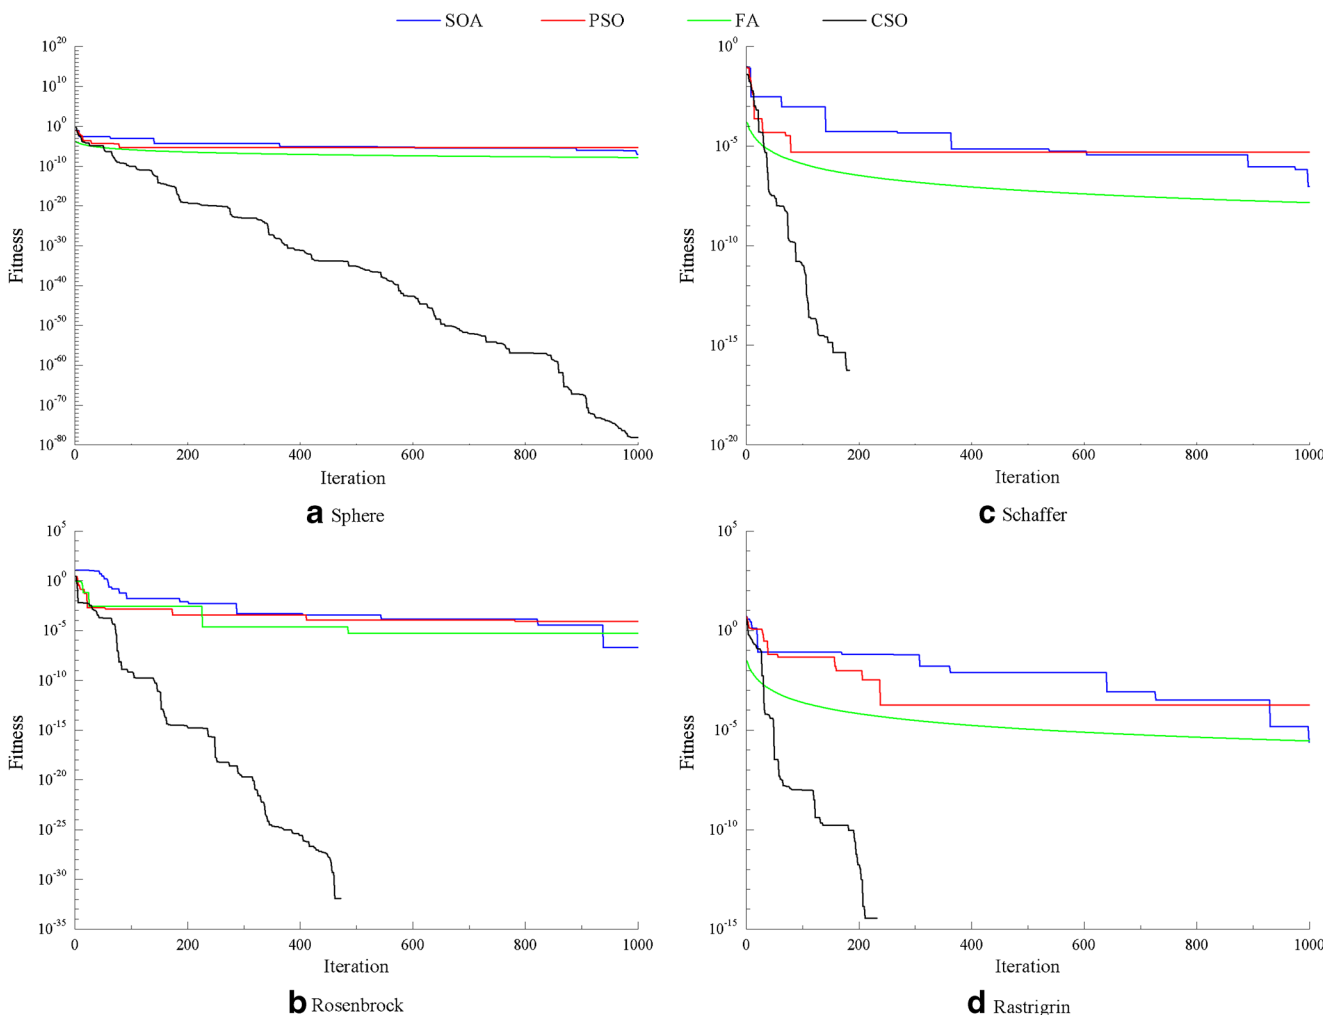 SOA PSO FA CSO
10^20
10^10
10^0
10^-10
10^-20
10^-30
10^-40
10^-50
10^-60
10^-70
10^-80
Fitness
0 200 400 600 800 1000
Iteration
a Sphere
10^0
10^-5
10^-10
10^-15
10^-20
Fitness
0 200 400 600 800 1000
Iteration
c Schaffer
10^5
10^0
10^-5
10^-10
10^-15
10^-20
10^-25
10^-30
10^-35
Fitness
0 200 400 600 800 1000
Iteration
b Rosenbrock
10^5
10^0
10^-5
10^-10
10^-15
Fitness
0 200 400 600 800 1000
Iteration
d Rastrigrin